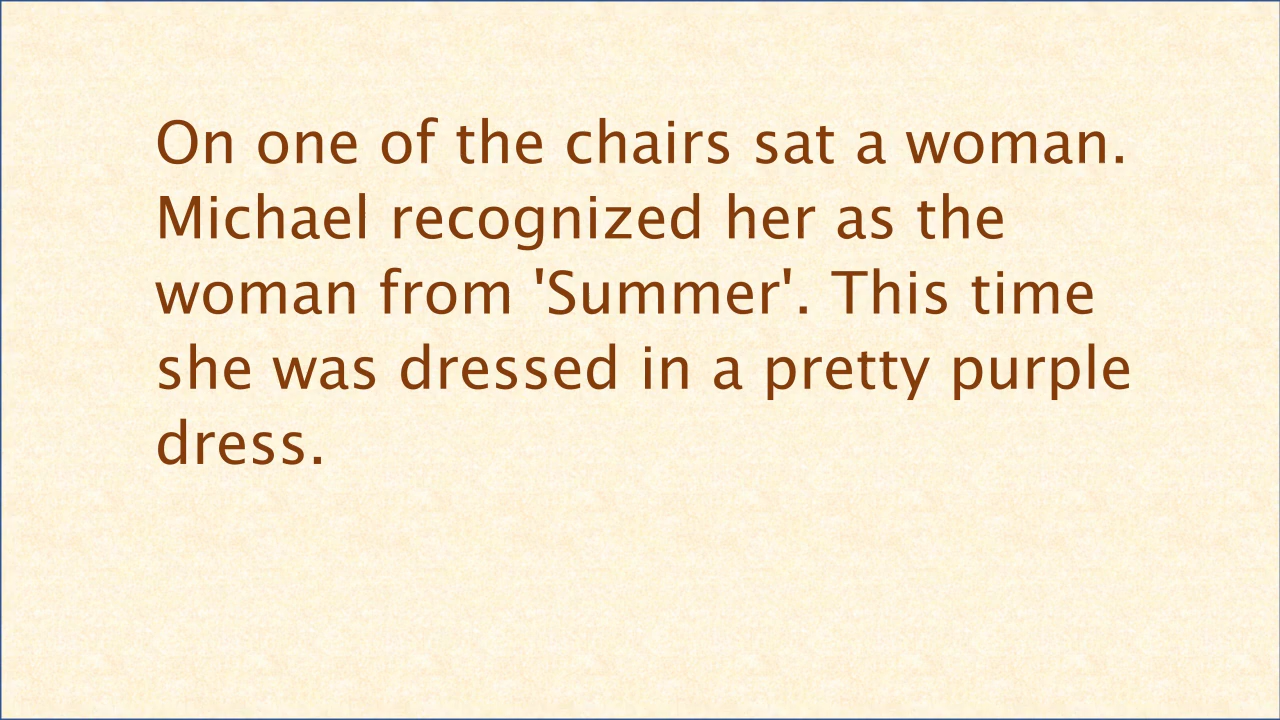 On one of the chairs sat a woman.
Michael recognized her as the
woman from 'Summer'. This time
she was dressed in a pretty purple
dress.